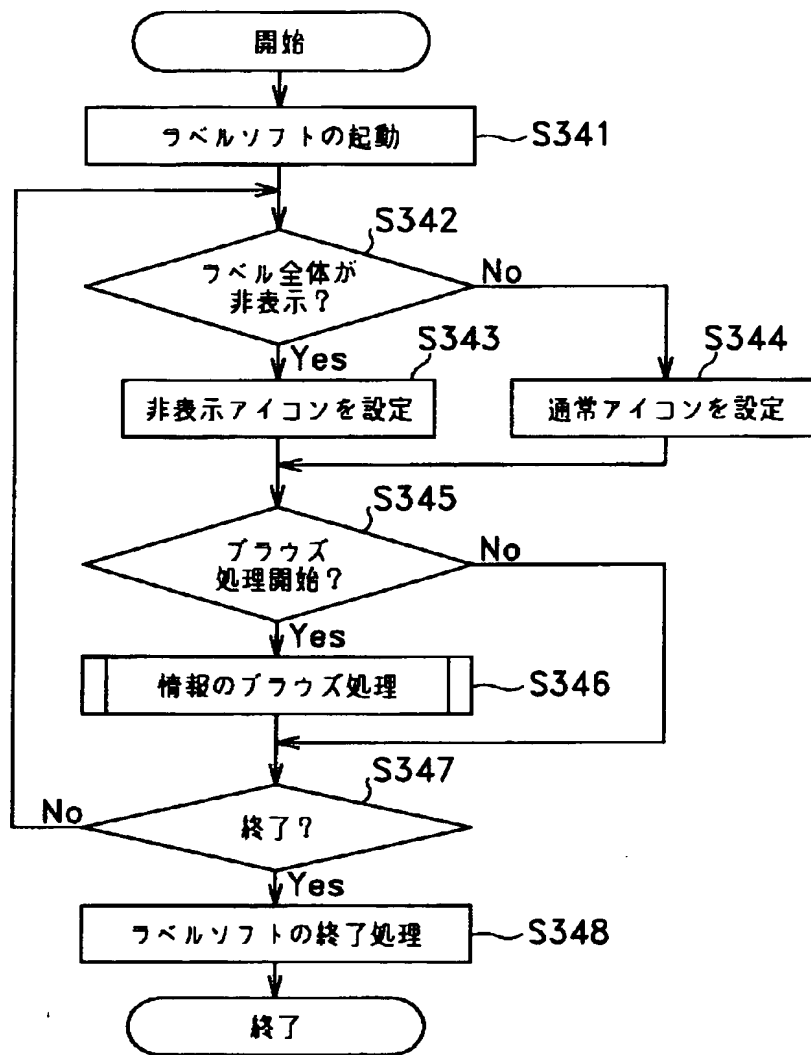 開始
ラベルソフトの起動
S341
S342
ラベル全体が
非表示?
No
Yes
S343
S344
非表示アイコンを設定
通常アイコンを設定
S345
ブラウズ
処理開始?
No
Yes
情報のブラウズ処理
S346
S347
No
終了?
Yes
ラベルソフトの終了処理
S348
終了